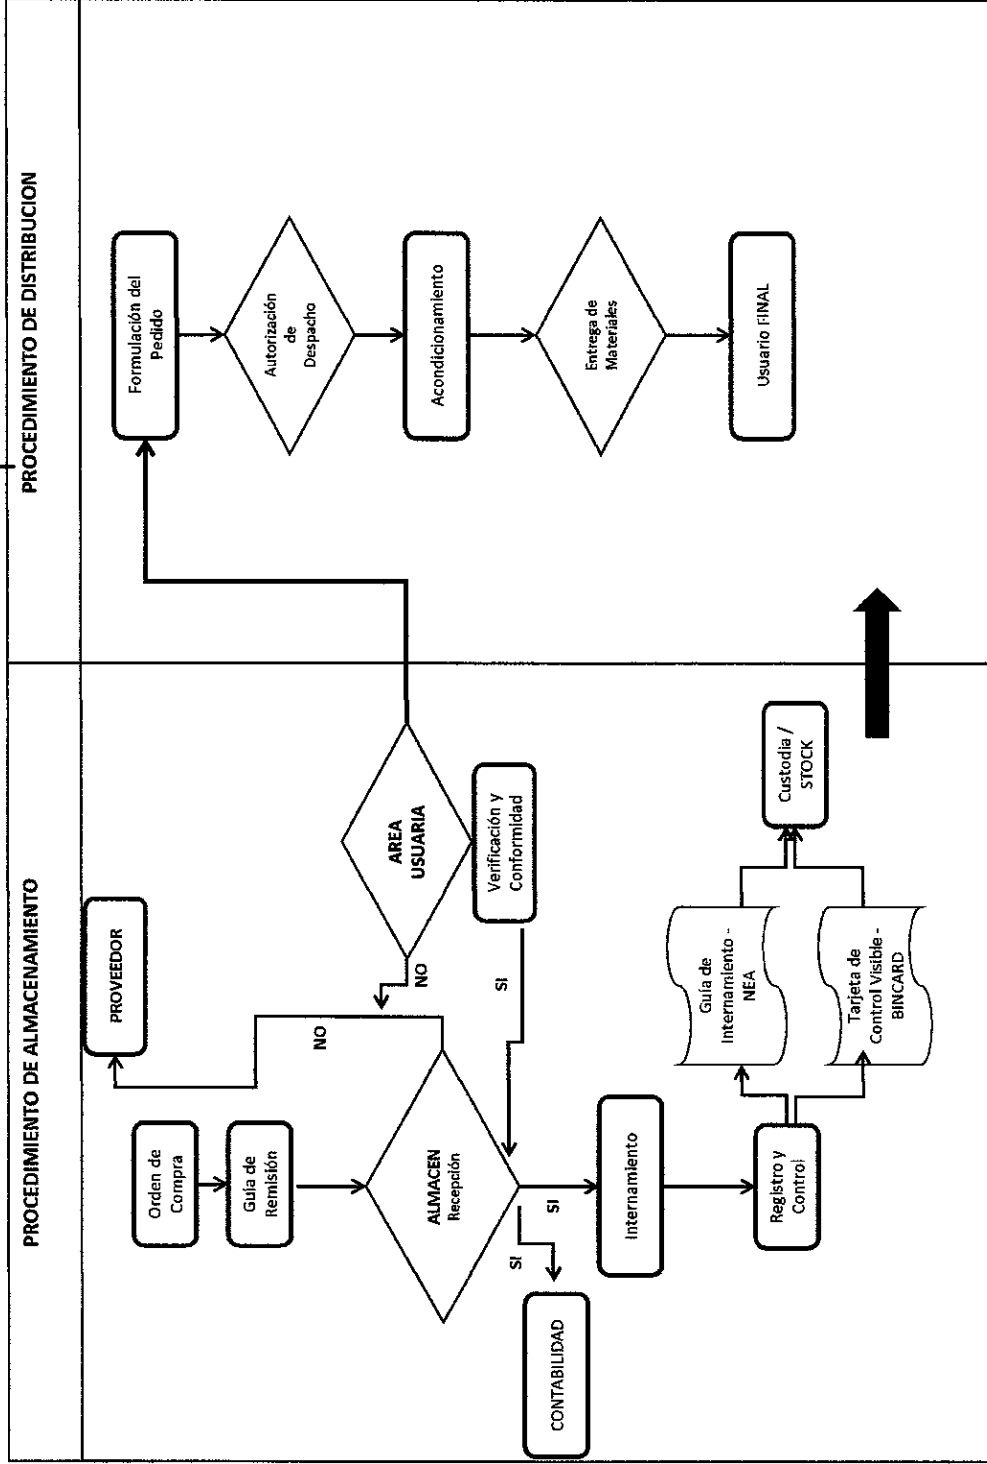 PROCEDIMIENTO DE ALMACENAMIENTO
PROCEDIMIENTO DE DISTRIBUCION
Orden de
Compra
Guía de
Remisión
PROVEEDOR
NO
ALMACEN
Recepción
NO
AREA
USUARIA
Verificación y
Conformidad
SI
SI
SI
CONTABILIDAD
Internamiento
Registro y
Control
Guía de
Internamiento -
NEA
Tarjeta de
Control Visible -
BINCARD
Custodia /
STOCK
Formulación del
Pedido
Autorización
de
Despacho
Acondicionamiento
Entrega de
Materiales
Usuario FINAL